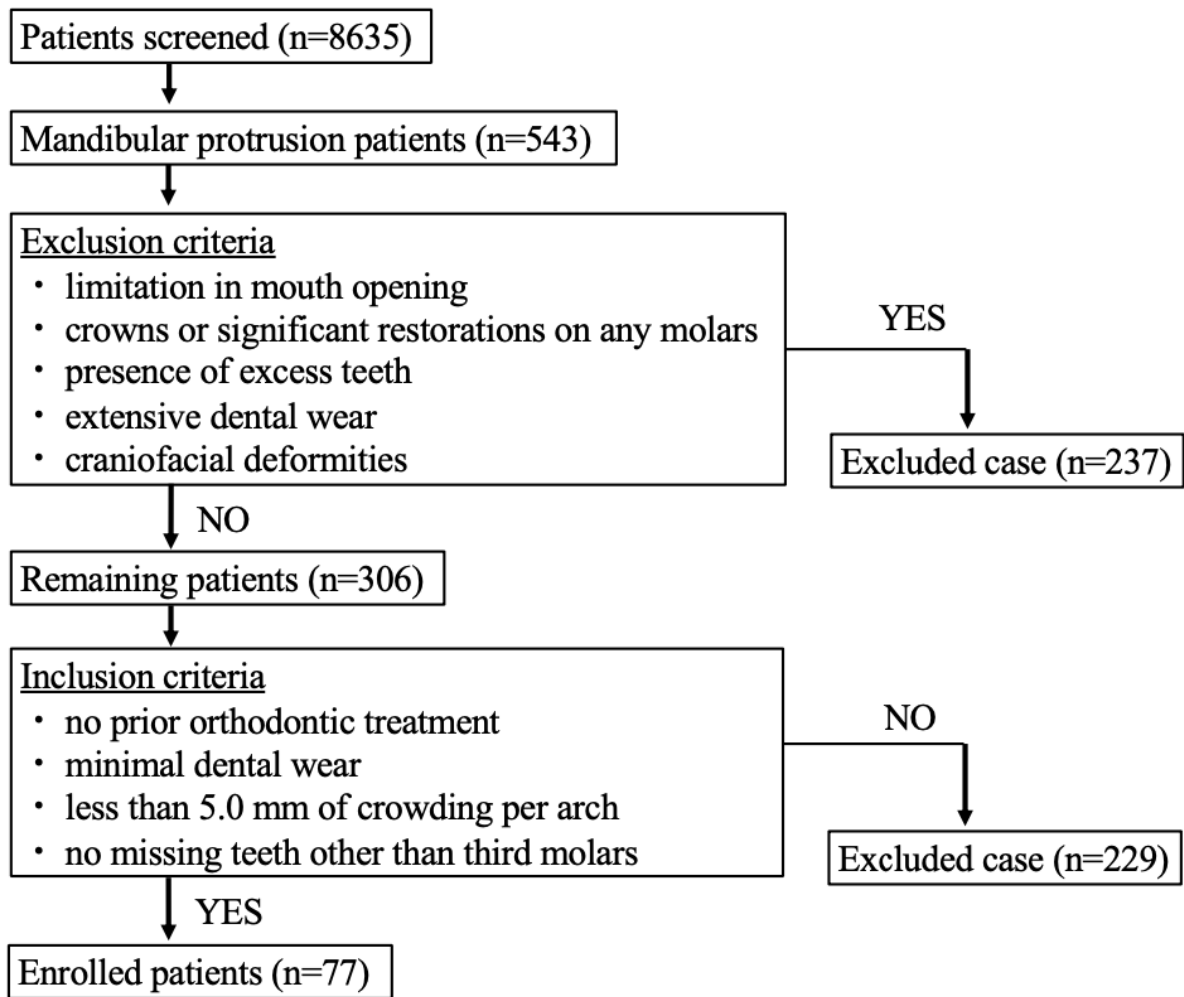 Patients screened (n=8635)
Mandibular protrusion patients (n=543)
Exclusion criteria
・ limitation in mouth opening
・ crowns or significant restorations on any molars
・ presence of excess teeth
・ extensive dental wear
・ craniofacial deformities
YES
Excluded case (n=237)
NO
Remaining patients (n=306)
Inclusion criteria
・ no prior orthodontic treatment
・ minimal dental wear
・ less than 5.0 mm of crowding per arch
・ no missing teeth other than third molars
NO
Excluded case (n=229)
YES
Enrolled patients (n=77)